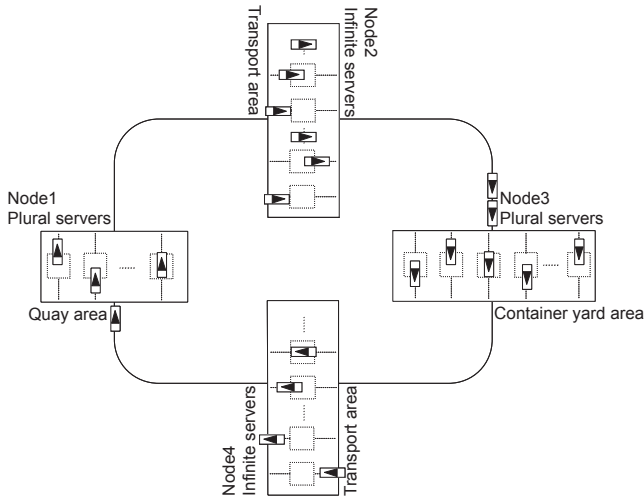 Node2
Infinite servers
Transport area
Node1
Plural servers
Quay area
Node3
Plural servers
Container yard area
Node4
Infinite servers
Transport area